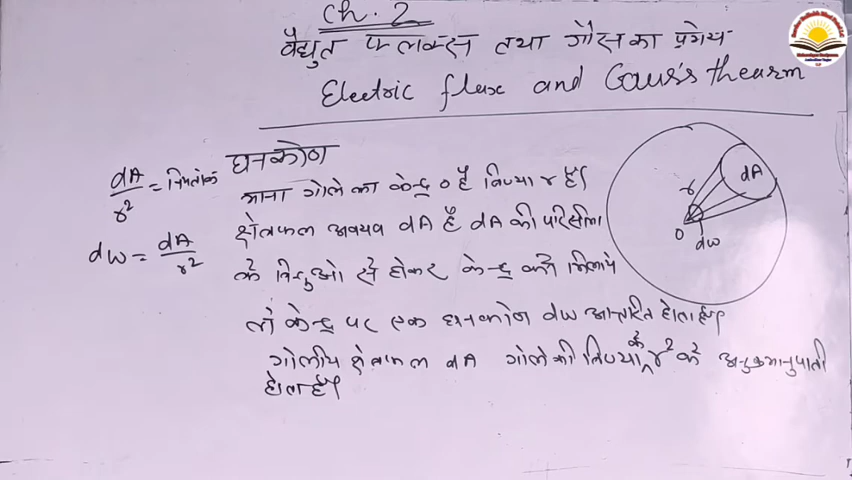 Ch. 2
वैद्युत फ्लक्स तथा गौस का प्रमेय
Electric flux and Gauss's thearm
घनकोण
dA/r² = नियतांक
dω = dA/r²
माना गोले का केन्द्र O है त्रिज्या r है।
क्षेत्रफल अवयव dA है dA की परिसीमा
के बिन्दुओ से होकर केन्द्र को मिलाये
तो केन्द्र पर एक घनकोण dω आन्तरित होता है।
गोलीय क्षेत्रफल dA गोले की त्रिज्या के r² के अनुक्रमानुपाती
होता है।
dA
r
O
dω